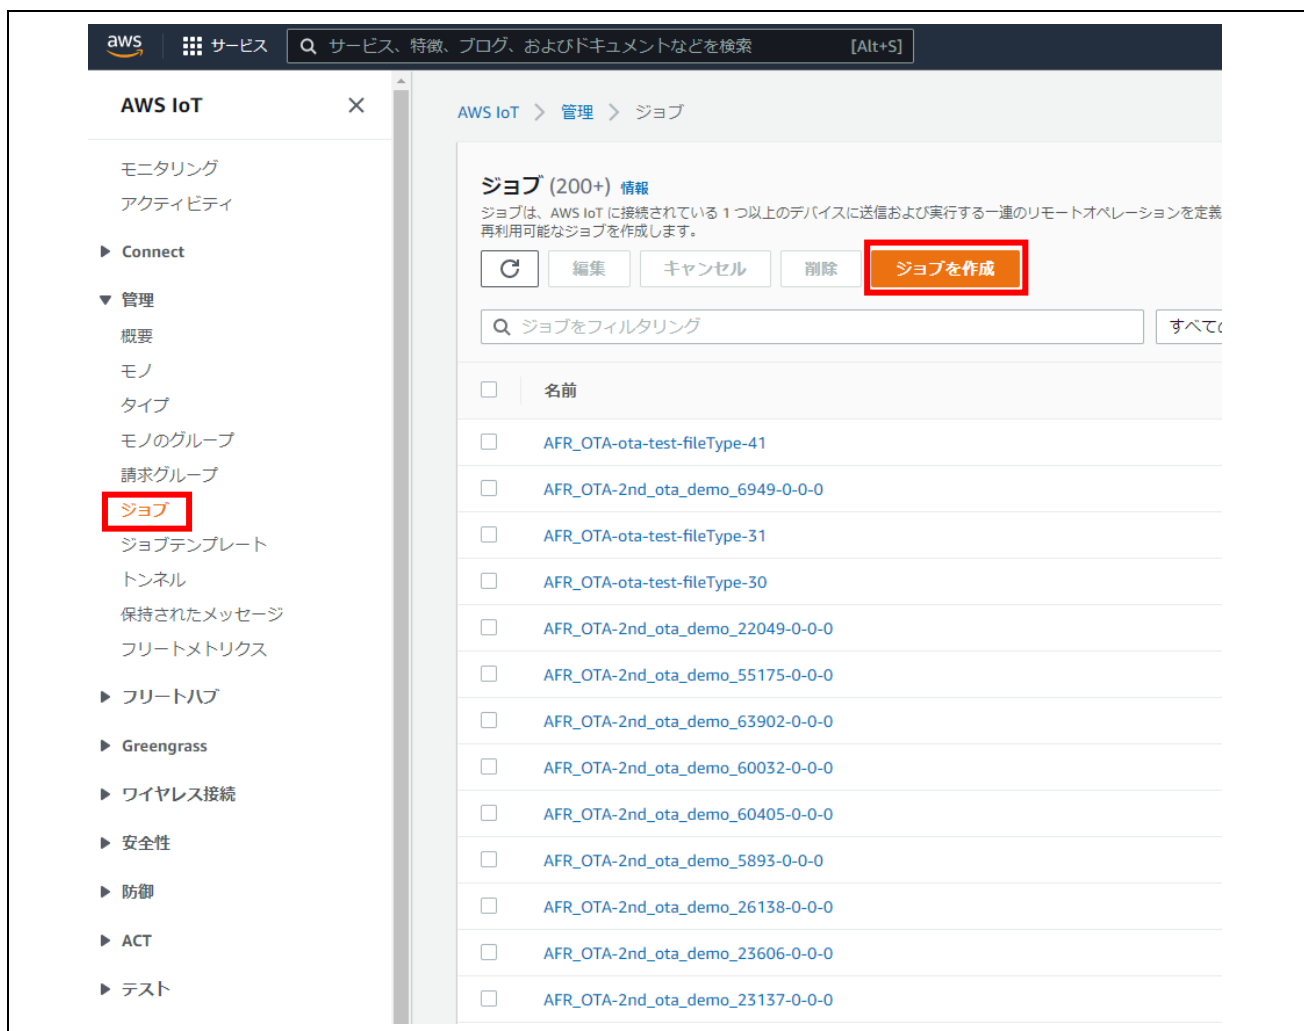 aws
サービス
サービス、特徴、ブログ、およびドキュメントなどを検索
[Alt+S]
AWS IoT
モニタリング
アクティビティ
Connect
管理
概要
モノ
タイプ
モノのグループ
請求グループ
ジョブ
ジョブテンプレート
トンネル
保持されたメッセージ
フリートメトリクス
フリートハブ
Greengrass
ワイヤレス接続
安全性
防御
ACT
テスト
AWS IoT > 管理 > ジョブ
ジョブ (200+) 情報
ジョブは、AWS IoT に接続されている 1 つ以上のデバイスに送信および実行する一連のリモートオペレーションを定義
再利用可能なジョブを作成します。
編集
キャンセル
削除
ジョブを作成
ジョブをフィルタリング
すべての
名前
AFR_OTA-ota-test-fileType-41
AFR_OTA-2nd_ota_demo_6949-0-0-0
AFR_OTA-ota-test-fileType-31
AFR_OTA-ota-test-fileType-30
AFR_OTA-2nd_ota_demo_22049-0-0-0
AFR_OTA-2nd_ota_demo_55175-0-0-0
AFR_OTA-2nd_ota_demo_63902-0-0-0
AFR_OTA-2nd_ota_demo_60032-0-0-0
AFR_OTA-2nd_ota_demo_60405-0-0-0
AFR_OTA-2nd_ota_demo_5893-0-0-0
AFR_OTA-2nd_ota_demo_26138-0-0-0
AFR_OTA-2nd_ota_demo_23606-0-0-0
AFR_OTA-2nd_ota_demo_23137-0-0-0